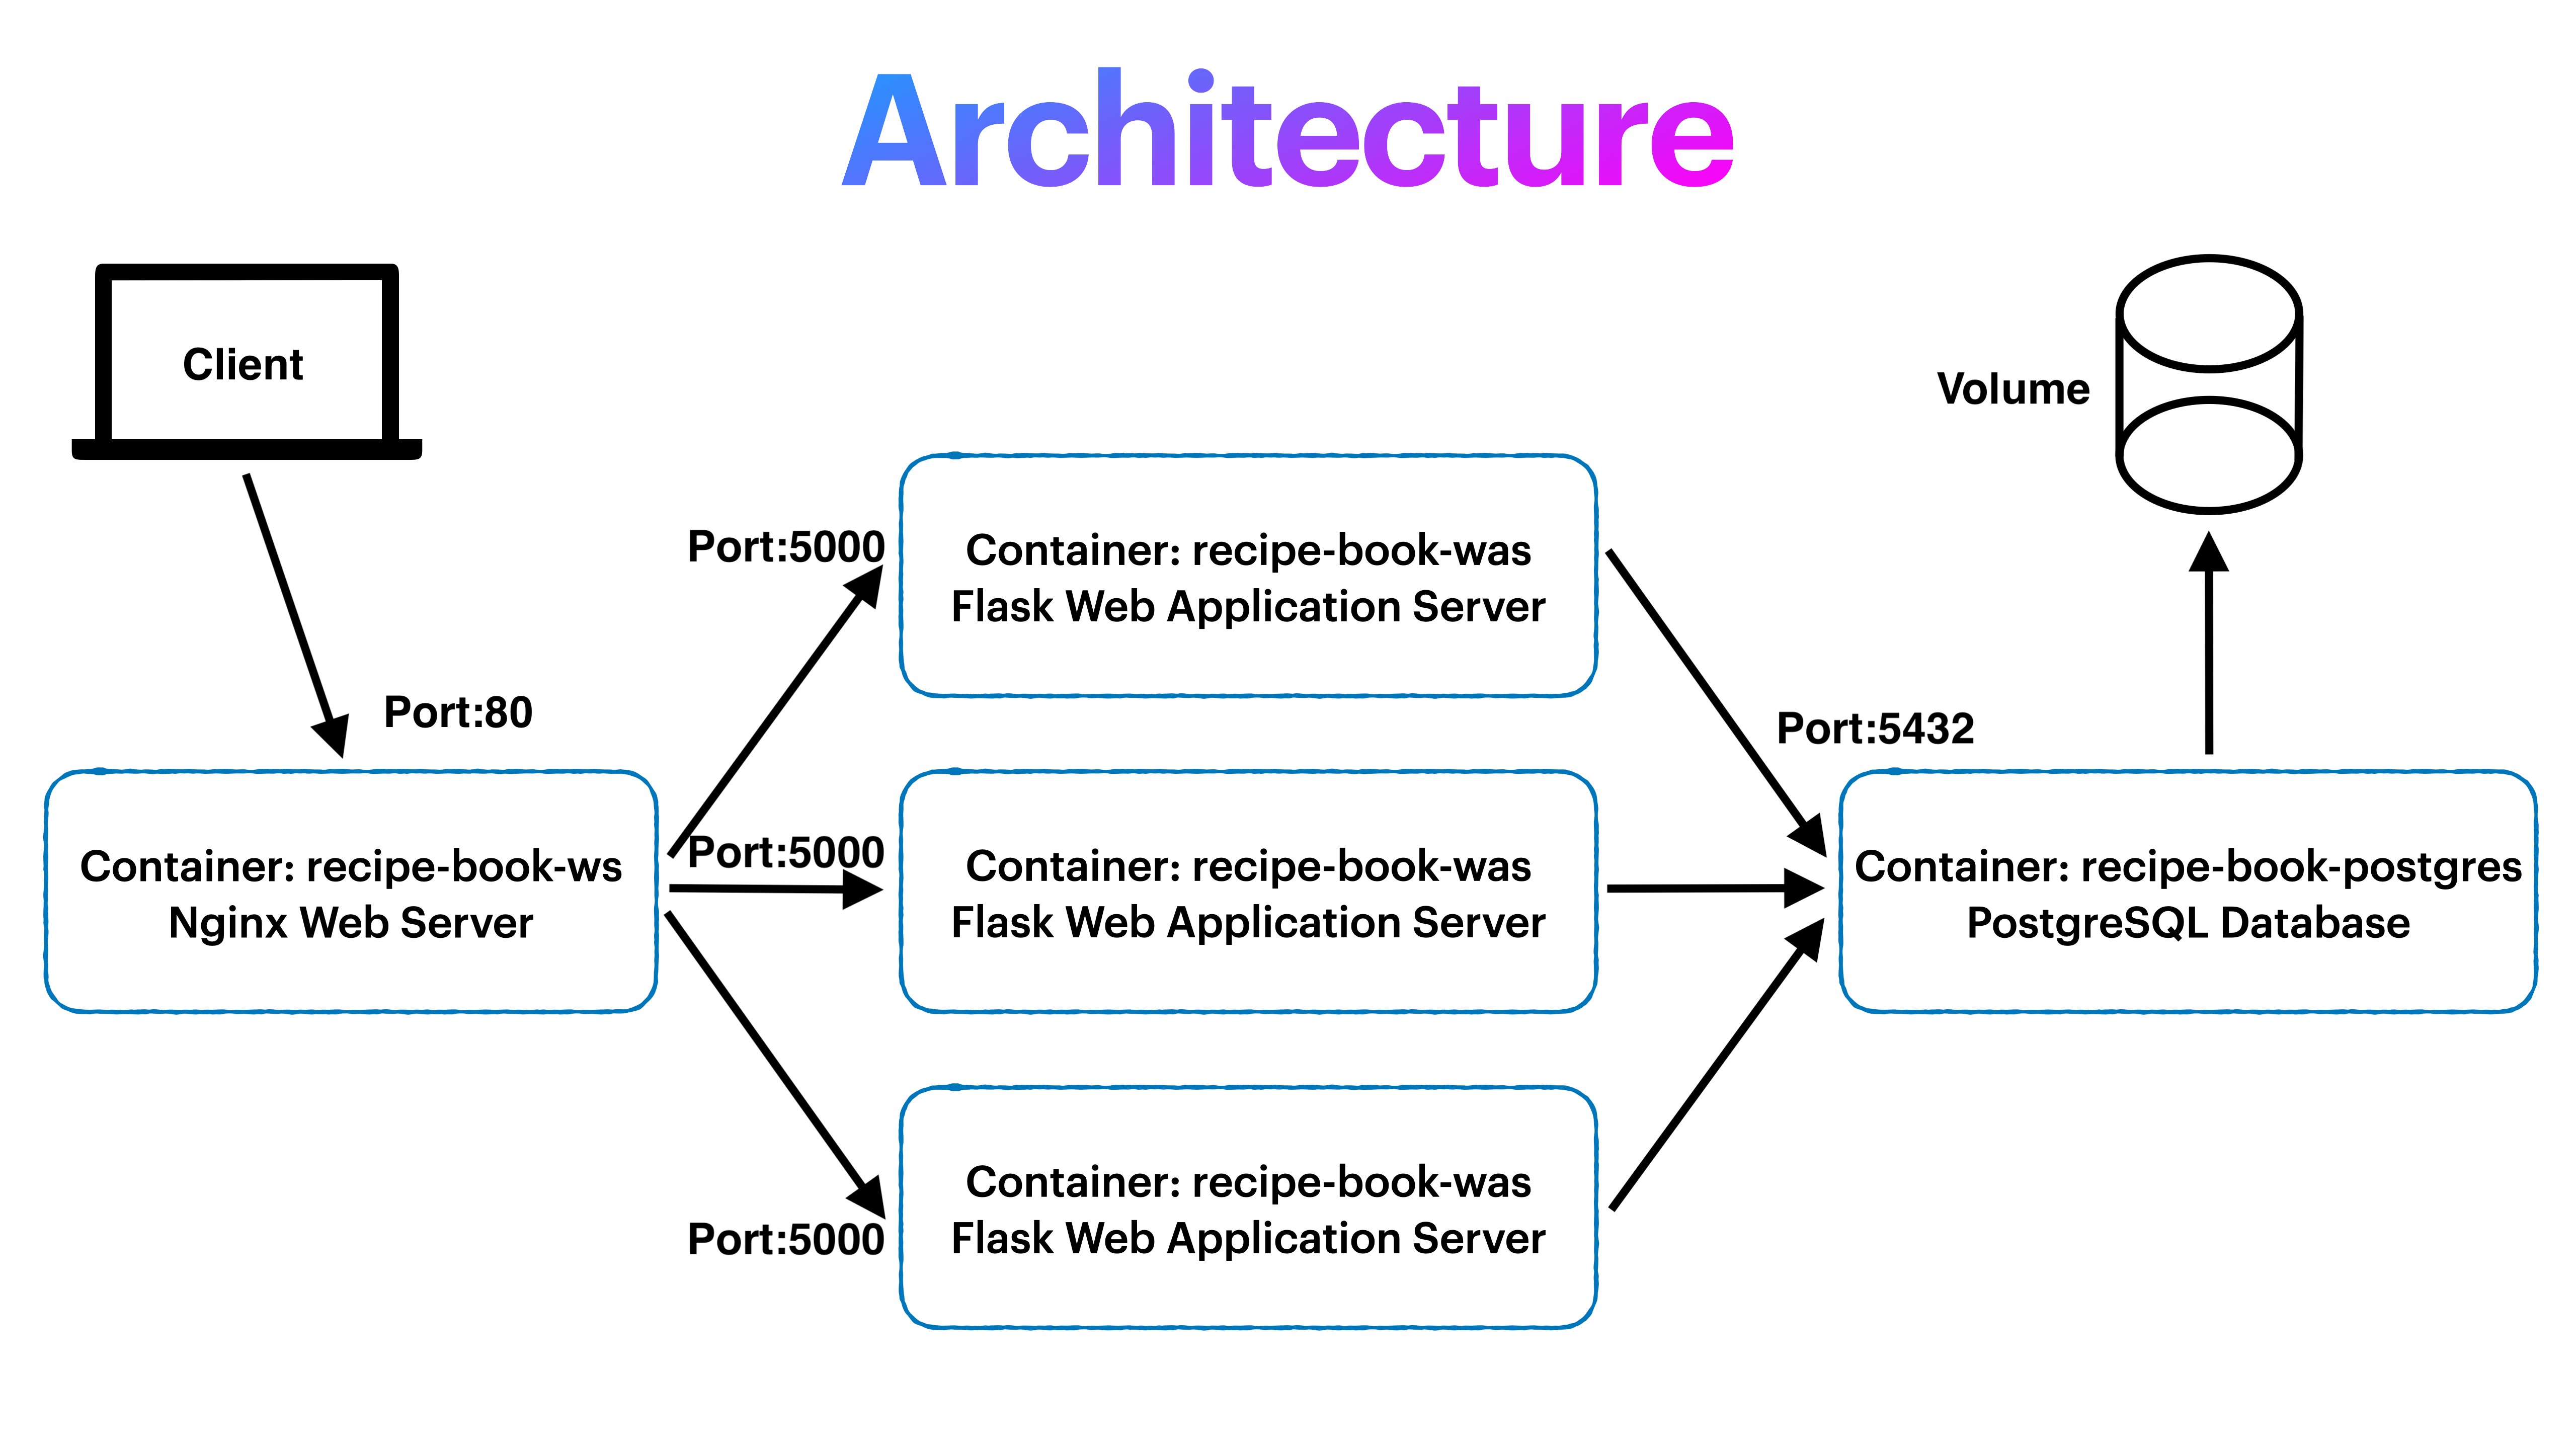 Architecture
Client
Volume
Port:5000
Container: recipe-book-was
Flask Web Application Server
Port:80
Port:5432
Container: recipe-book-ws
Nginx Web Server
Port:5000
Container: recipe-book-was
Flask Web Application Server
Container: recipe-book-postgres
PostgreSQL Database
Port:5000
Container: recipe-book-was
Flask Web Application Server